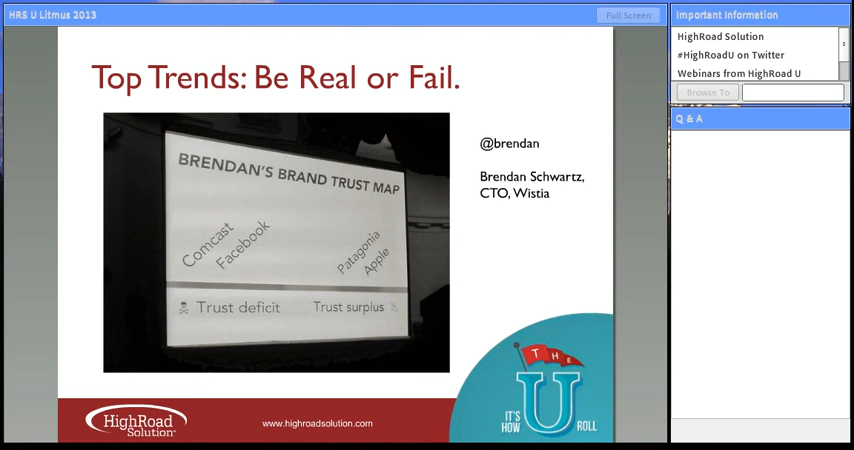 HRS U Litmus 2013
Full Screen
Top Trends: Be Real or Fail.
BRENDAN'S BRAND TRUST MAP
Comcast
Facebook
Patagonia
Apple
Trust deficit
Trust surplus
@brendan
Brendan Schwartz,
CTO, Wistia
HighRoad
Solution
www.highroadsolution.com
THE
U
IT'S
HOW
ROLL
Important Information
HighRoad Solution
#HighRoadU on Twitter
Webinars from HighRoad U
Browse To
Q & A